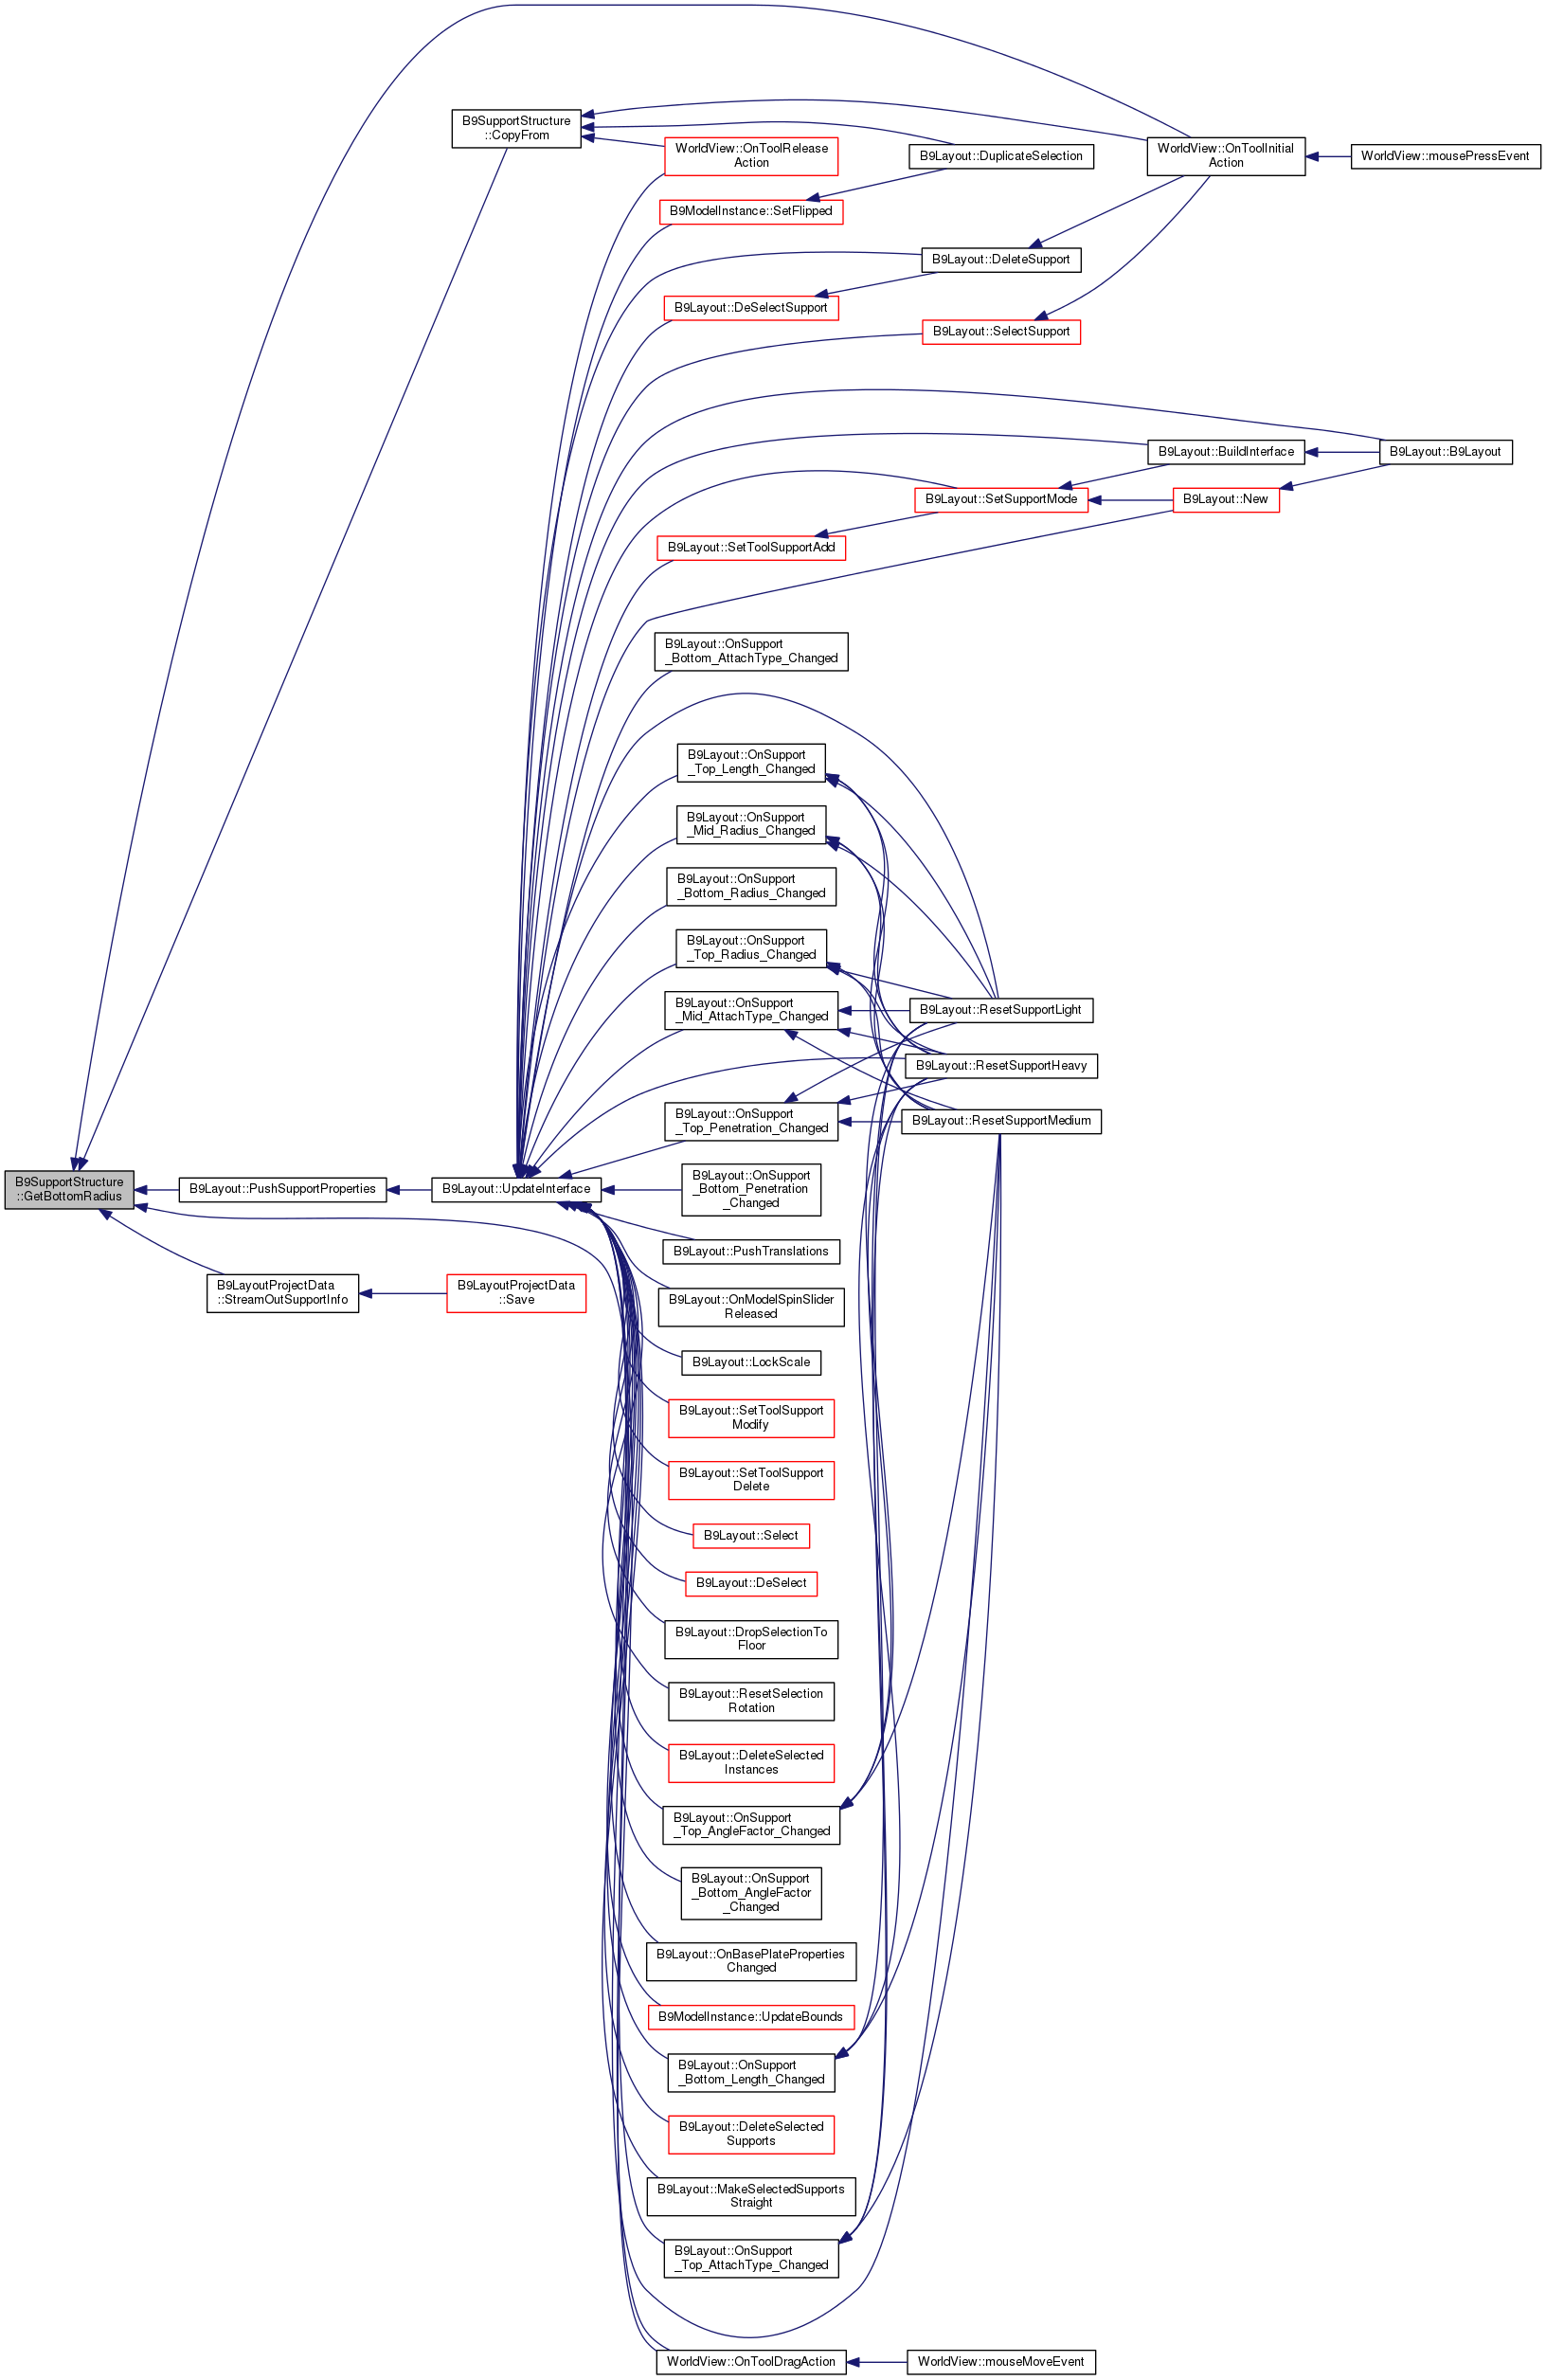 B9SupportStructure
::CopyFrom
WorldView::OnToolRelease
Action
B9Layout::DuplicateSelection
WorldView::OnToolInitial
Action
WorldView::mousePressEvent
B9ModelInstance::SetFlipped
B9Layout::DeleteSupport
B9Layout::DeSelectSupport
B9Layout::SelectSupport
B9Layout::BuildInterface
B9Layout::B9Layout
B9Layout::SetSupportMode
B9Layout::New
B9Layout::SetToolSupportAdd
B9Layout::OnSupport
_Bottom_AttachType_Changed
B9Layout::OnSupport
_Top_Length_Changed
B9Layout::OnSupport
_Mid_Radius_Changed
B9Layout::OnSupport
_Bottom_Radius_Changed
B9Layout::OnSupport
_Top_Radius_Changed
B9Layout::OnSupport
_Mid_AttachType_Changed
B9Layout::ResetSupportLight
B9Layout::ResetSupportHeavy
B9Layout::OnSupport
_Top_Penetration_Changed
B9Layout::ResetSupportMedium
B9SupportStructure
::GetBottomRadius
B9Layout::PushSupportProperties
B9Layout::UpdateInterface
B9Layout::OnSupport
_Bottom_Penetration
_Changed
B9Layout::PushTranslations
B9LayoutProjectData
::StreamOutSupportInfo
B9LayoutProjectData
::Save
B9Layout::OnModelSpinSlider
Released
B9Layout::LockScale
B9Layout::SetToolSupport
Modify
B9Layout::SetToolSupport
Delete
B9Layout::Select
B9Layout::DeSelect
B9Layout::DropSelectionTo
Floor
B9Layout::ResetSelection
Rotation
B9Layout::DeleteSelected
Instances
B9Layout::OnSupport
_Top_AngleFactor_Changed
B9Layout::OnSupport
_Bottom_AngleFactor
_Changed
B9Layout::OnBasePlateProperties
Changed
B9ModelInstance::UpdateBounds
B9Layout::OnSupport
_Bottom_Length_Changed
B9Layout::DeleteSelected
Supports
B9Layout::MakeSelectedSupports
Straight
B9Layout::OnSupport
_Top_AttachType_Changed
WorldView::OnToolDragAction
WorldView::mouseMoveEvent